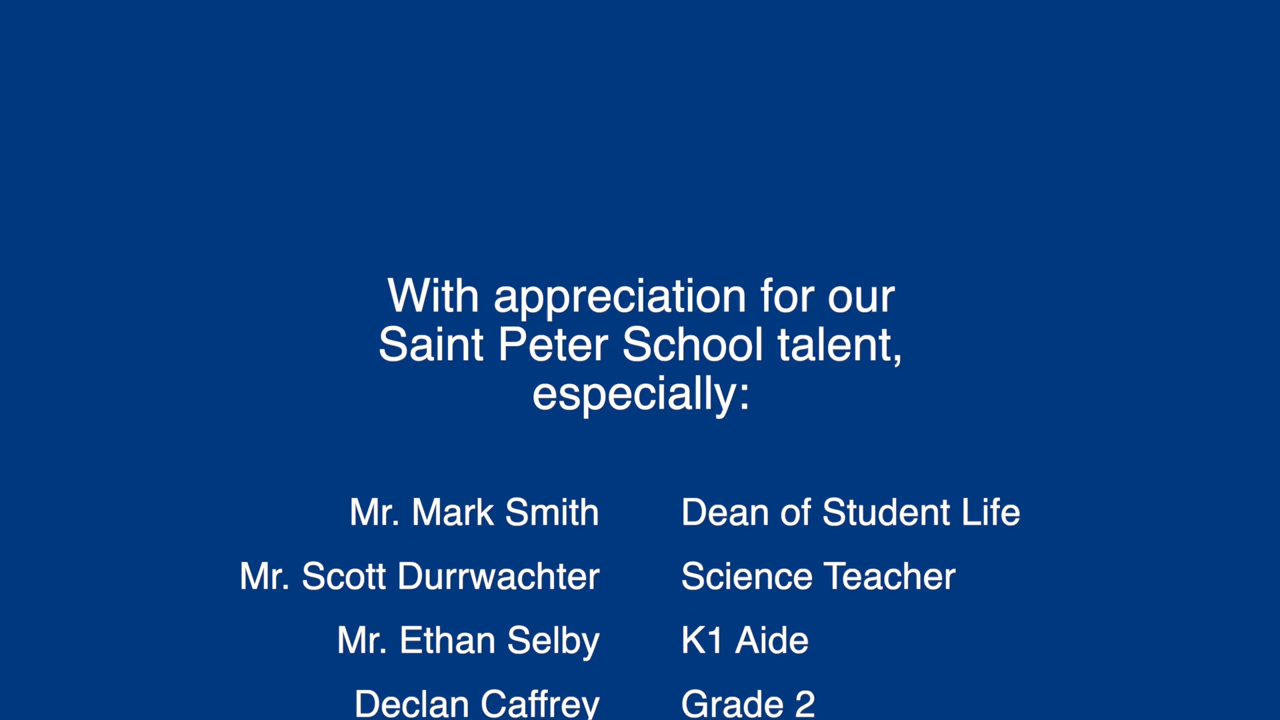 With appreciation for our
Saint Peter School talent,
especially:
Mr. Mark Smith Dean of Student Life
Mr. Scott Durrwachter Science Teacher
Mr. Ethan Selby K1 Aide
Declan Caffrey Grade 2